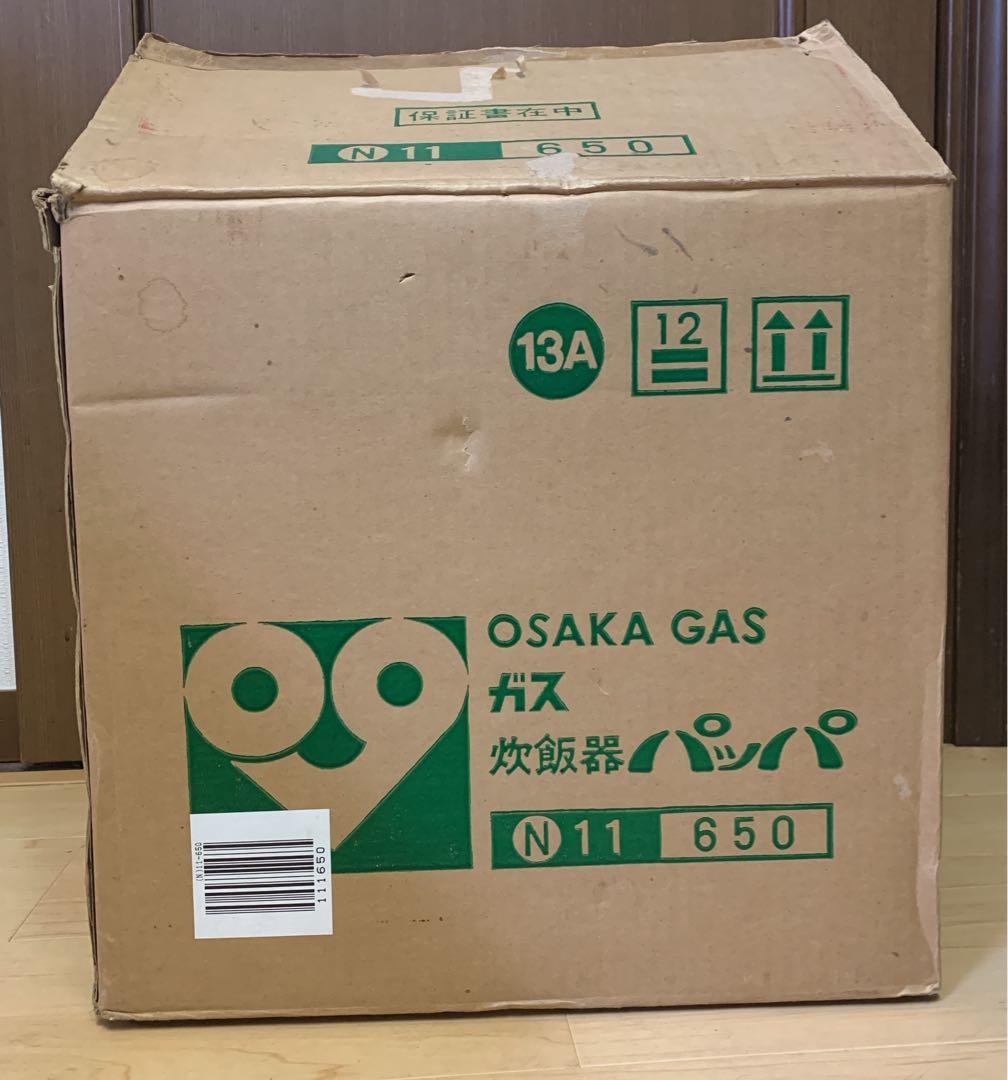 保証書在中
Ⓝ11 650
13A
12
OSAKA GAS
ガス
炊飯器 パッパ
Ⓝ11 650
(N)11-650
111650